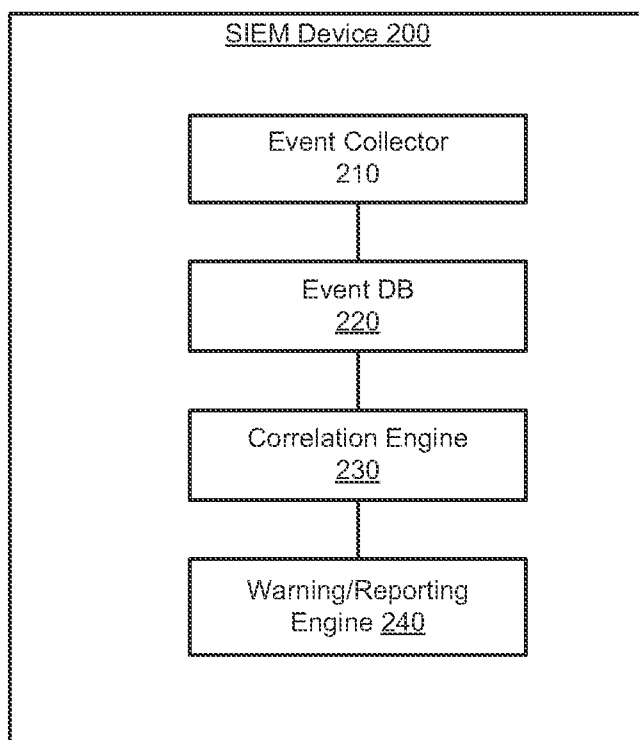 SIEM Device 200
Event Collector
210
Event DB
220
Correlation Engine
230
Warning/Reporting
Engine 240